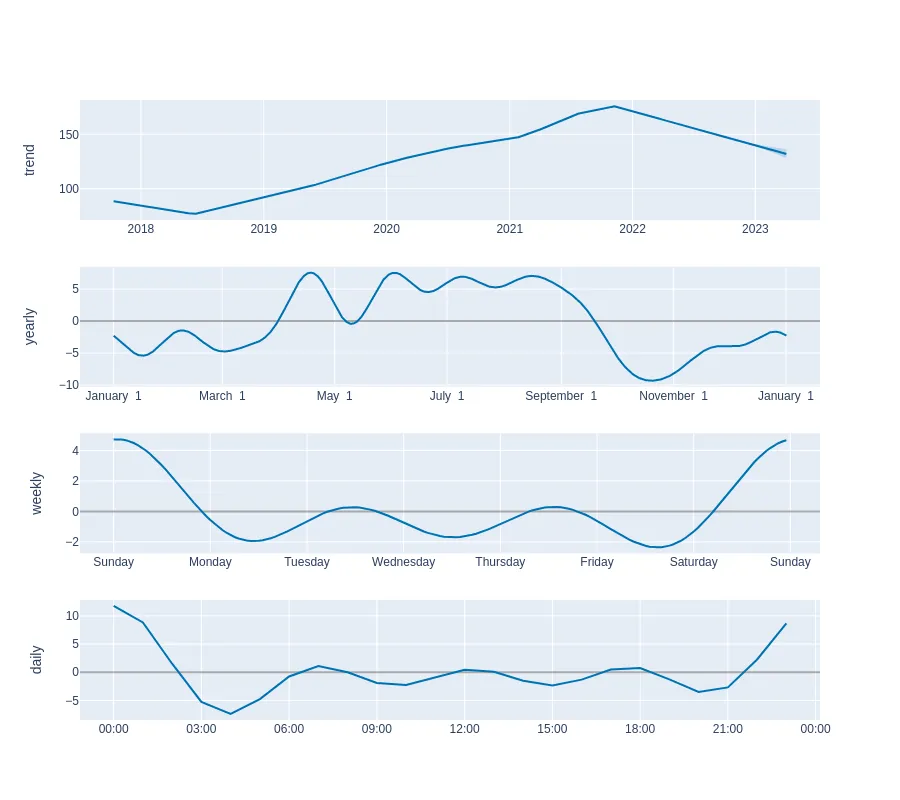 trend
150
100
2018 2019 2020 2021 2022 2023
yearly
5
0
−5
−10
January 1 March 1 May 1 July 1 September 1 November 1 January 1
weekly
4
2
0
−2
Sunday Monday Tuesday Wednesday Thursday Friday Saturday Sunday
daily
10
5
0
−5
00:00 03:00 06:00 09:00 12:00 15:00 18:00 21:00 00:00